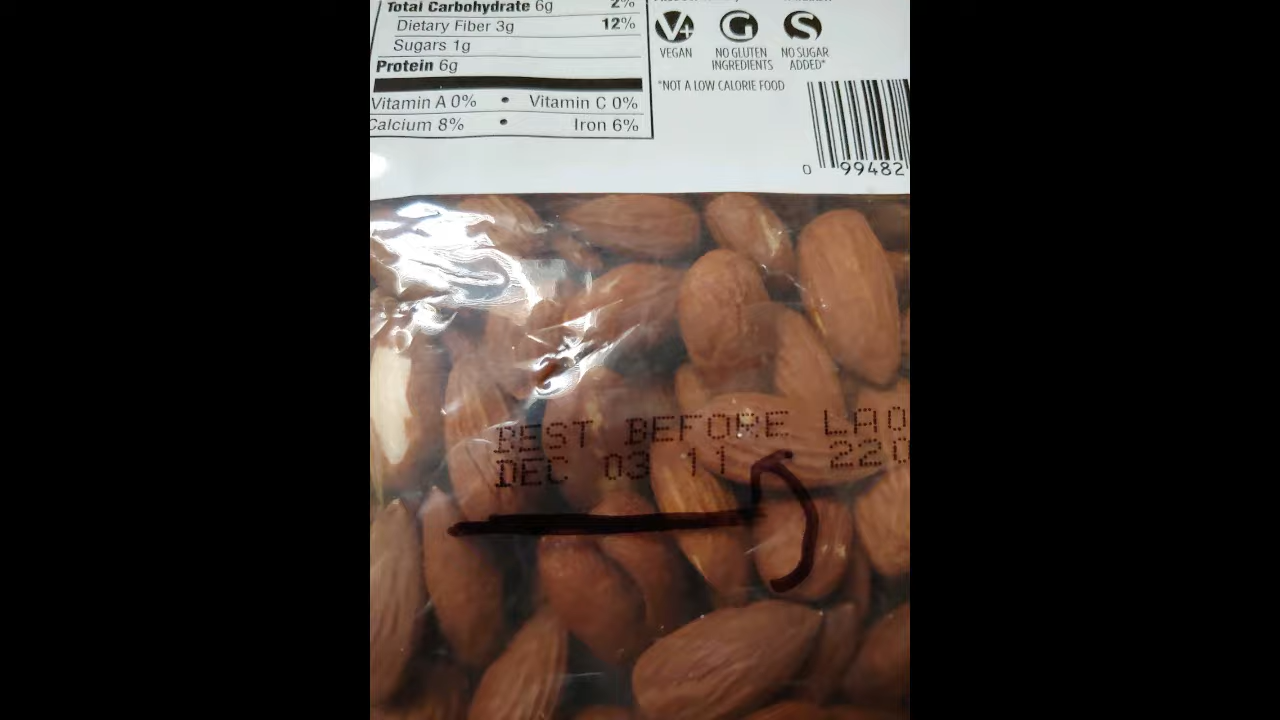 Total Carbohydrate 6g 2%
Dietary Fiber 3g 12%
Sugars 1g
Protein 6g
Vitamin A 0% • Vitamin C 0%
Calcium 8% • Iron 6%
V+ G S
VEGAN NO GLUTEN INGREDIENTS NO SUGAR ADDED*
*NOT A LOW CALORIE FOOD
0 99482
BEST BEFORE LA0
DEC 03 11 220